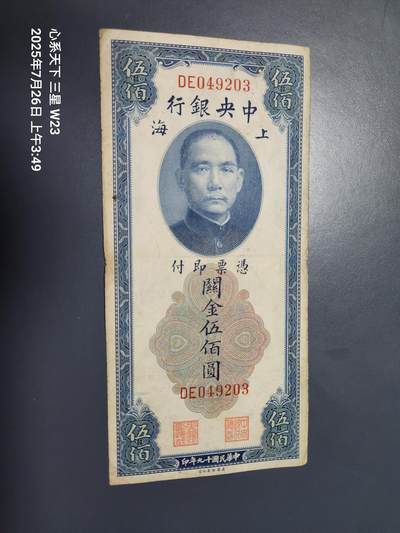 心系天下 三星 W23
2025年7月26日 上午3:49
伍佰
伍佰
DE049203
行銀央中
海 上
付即票憑
關金伍佰圓
DE049203
伍佰
伍佰
印年九十國民華中